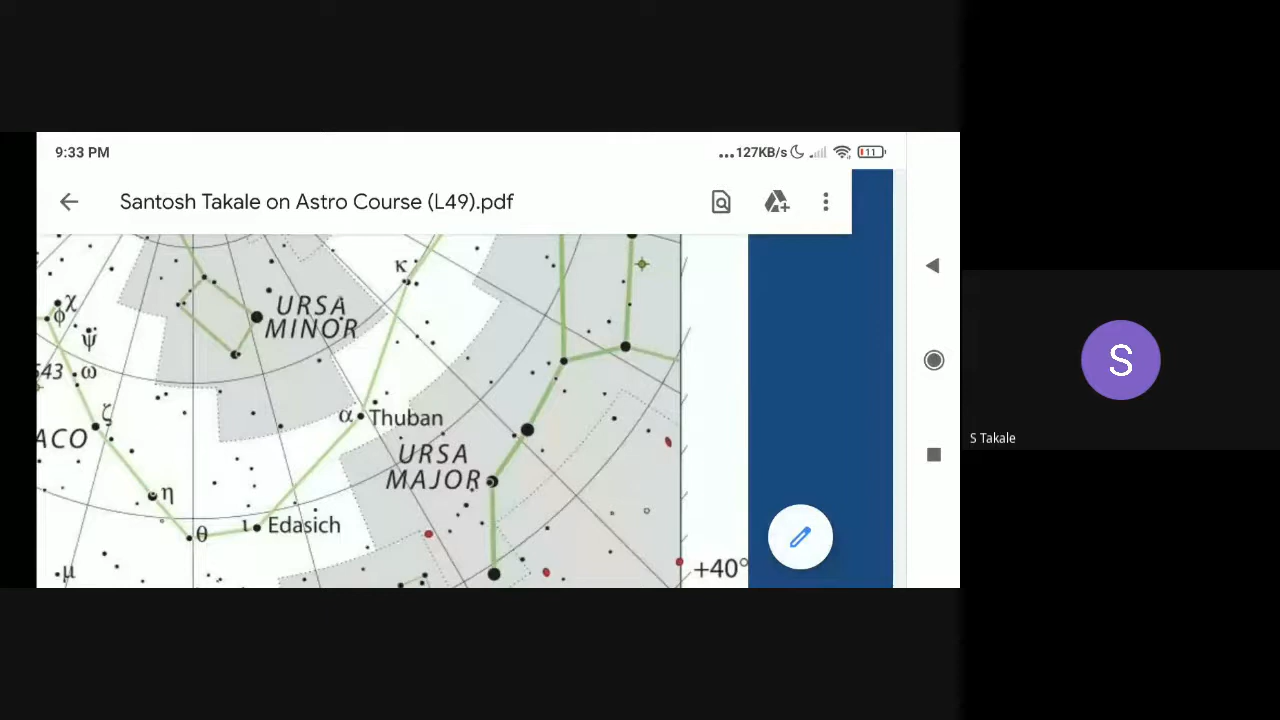 9:33 PM
...127KB/s
11
Santosh Takale on Astro Course (L49).pdf
κ
URSA
MINOR
χ
ϕ
ψ
543
ω
α Thuban
ζ
ACO
URSA
MAJOR
η
θ
ι Edasich
μ
+40°
S
S Takale